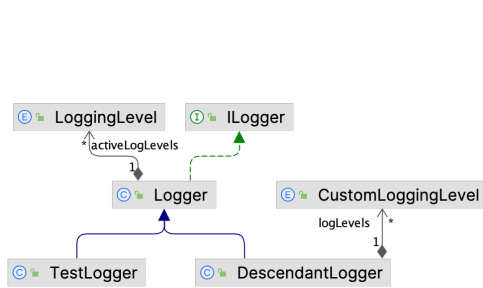 E LoggingLevel
I ILogger
* activeLogLevels
1
C Logger
E CustomLoggingLevel
logLevels *
1
C TestLogger
C DescendantLogger